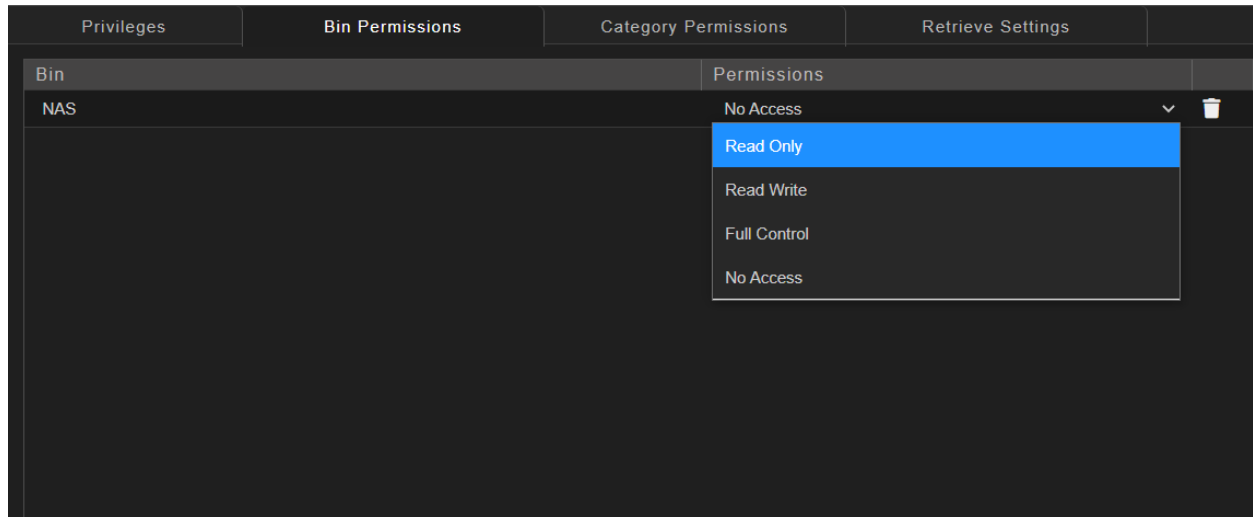 Privileges Bin Permissions Category Permissions Retrieve Settings
Bin Permissions
NAS No Access
Read Only
Read Write
Full Control
No Access